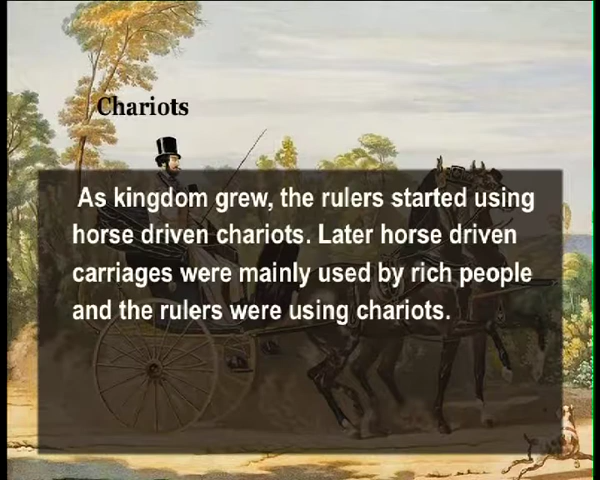 Chariots
As kingdom grew, the rulers started using
horse driven chariots. Later horse driven
carriages were mainly used by rich people
and the rulers were using chariots.